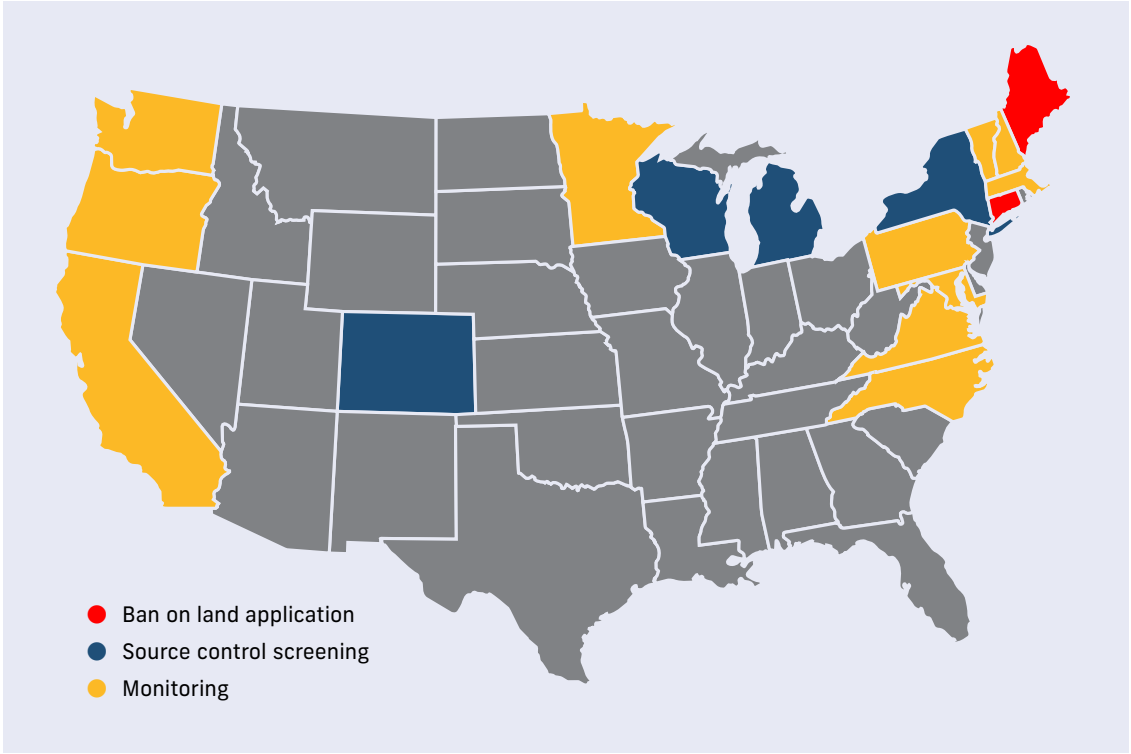 Ban on land application
Source control screening
Monitoring